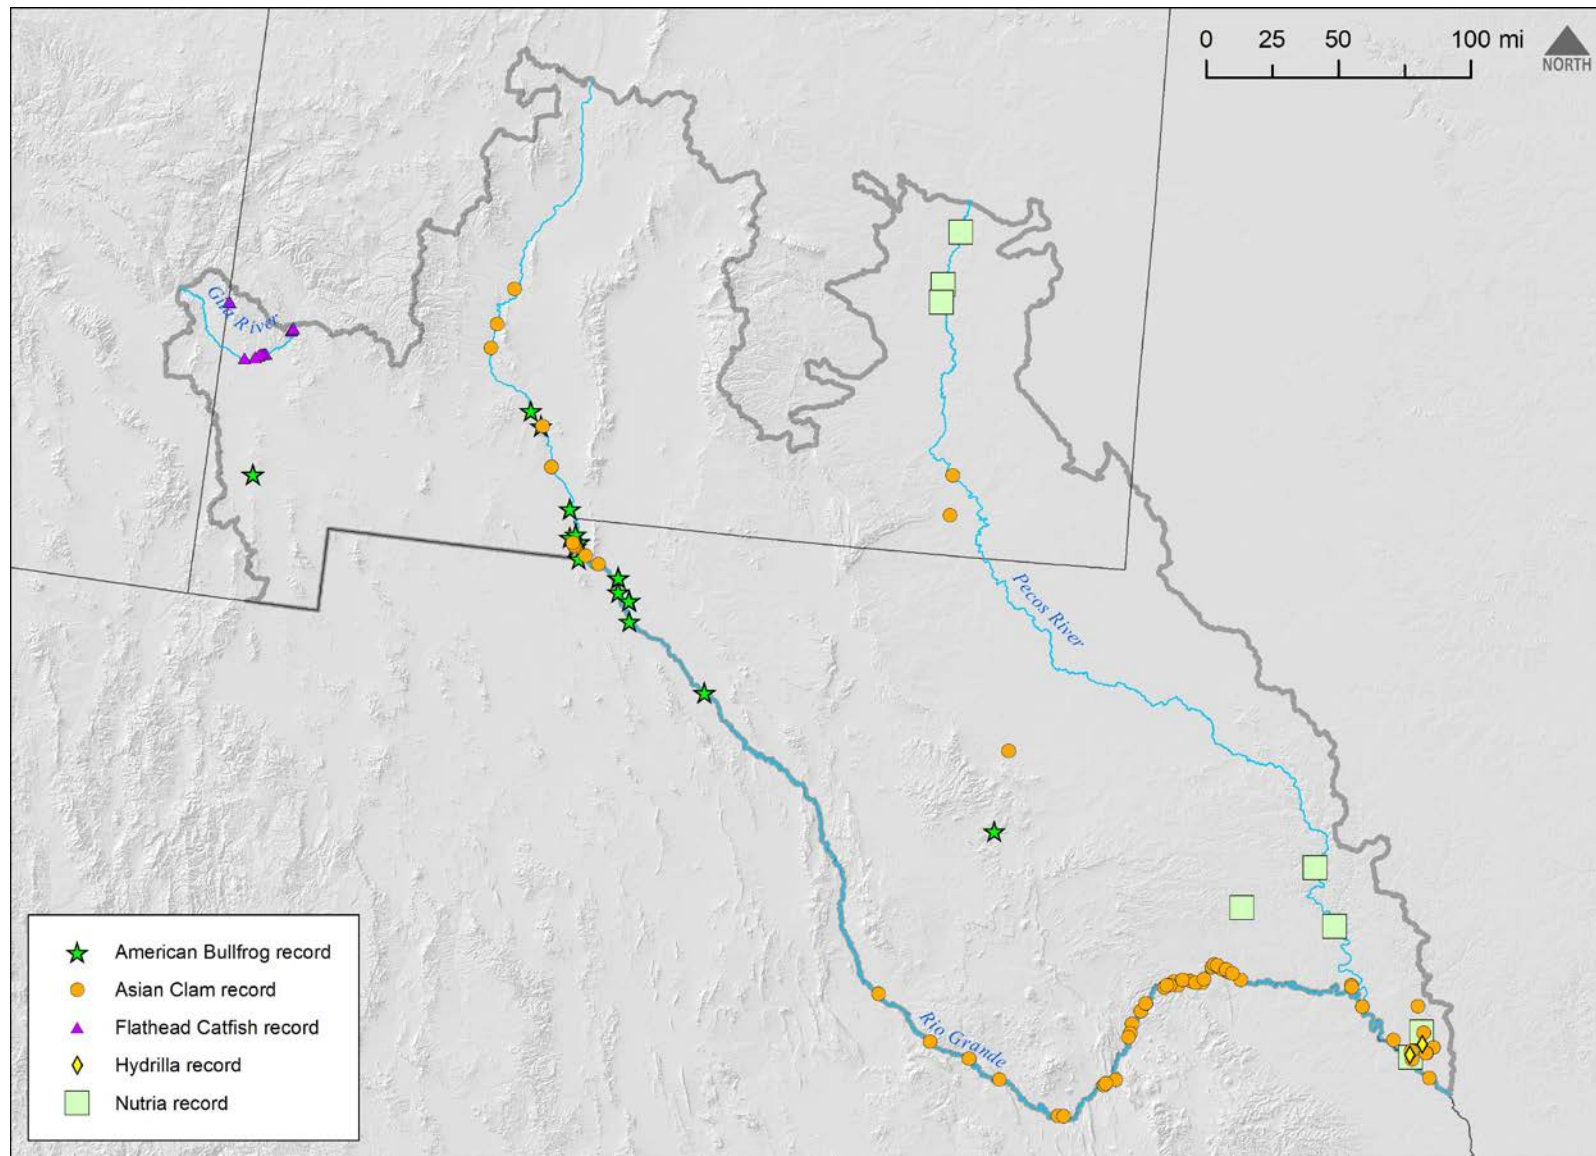 0 25 50 100 mi
NORTH
Gila River
Pecos River
Rio Grande
American Bullfrog record
Asian Clam record
Flathead Catfish record
Hydrilla record
Nutria record